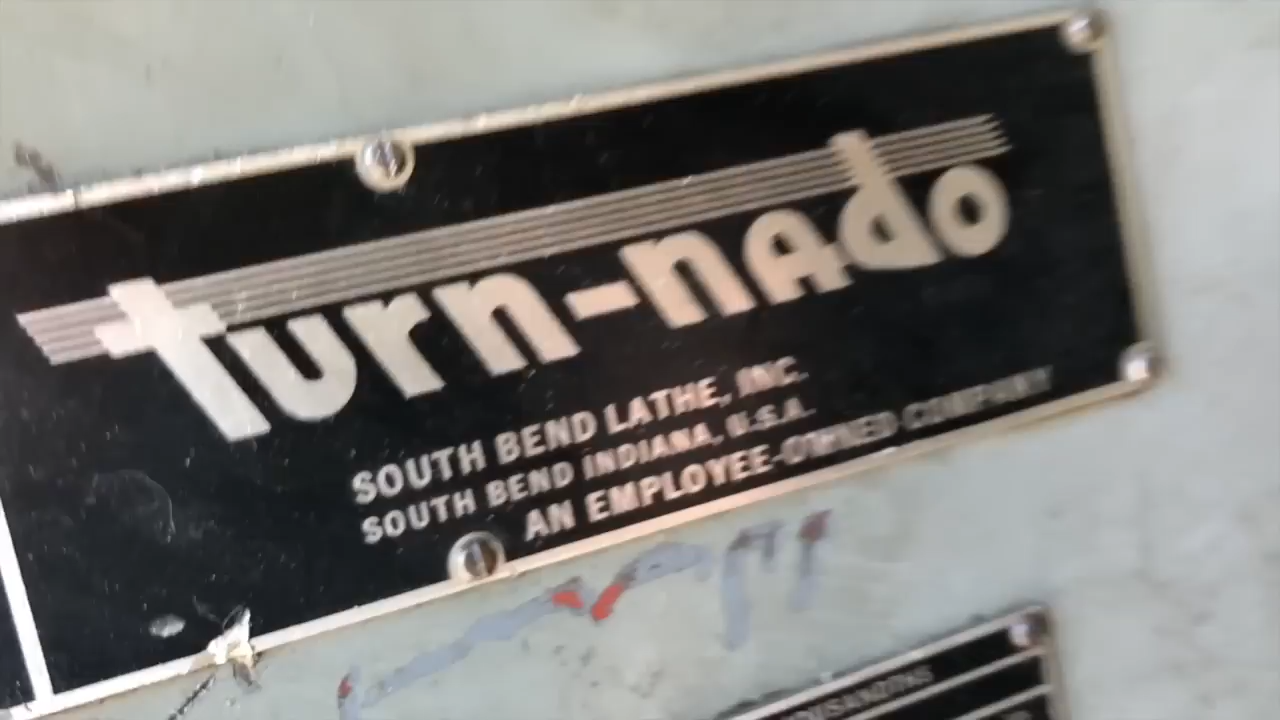 turn-nado
SOUTH BEND LATHE, INC.
SOUTH BEND INDIANA, U.S.A.
AN EMPLOYEE-OWNED COMPANY